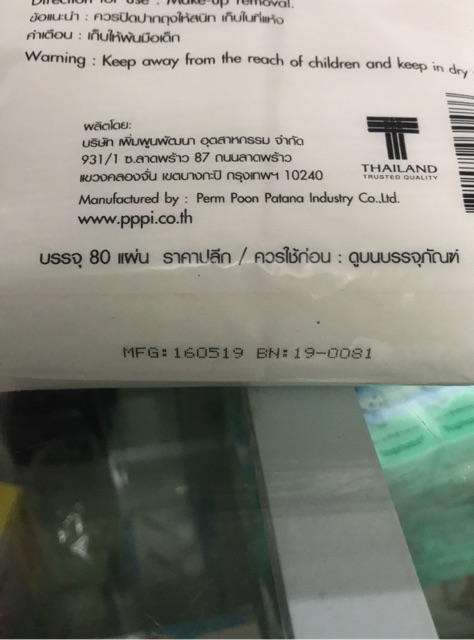 Direction for use : Make-up removal.
ข้อแนะนำ : ควรปิดปากถุงให้สนิท เก็บในที่แห้ง
คำเตือน : เก็บให้พ้นมือเด็ก
Warning : Keep away from the reach of children and keep in dry
ผลิตโดย:
บริษัท เพิ่มพูนพัฒนา อุตสาหกรรม จำกัด
931/1 ซ.ลาดพร้าว 87 ถนนลาดพร้าว
แขวงคลองจั่น เขตบางกะปิ กรุงเทพฯ 10240
THAILAND
TRUSTED QUALITY
Manufactured by : Perm Poon Patana Industry Co.,Ltd.
www.pppi.co.th
บรรจุ 80 แผ่น ราคาปลีก / ควรใช้ก่อน : ดูบนบรรจุภัณฑ์
MFG:160519 BN:19-0081